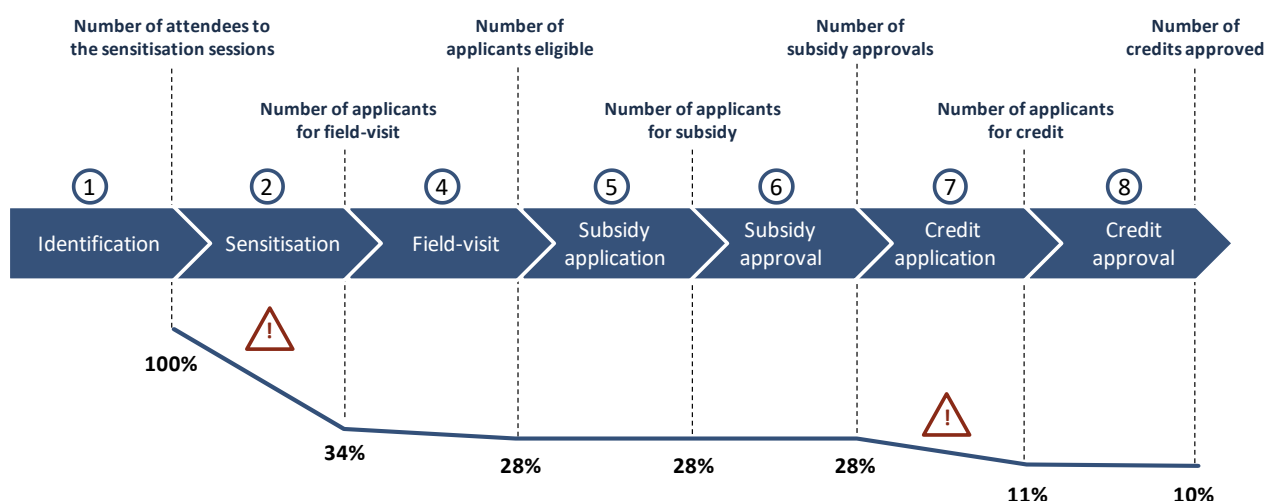 Number of attendees to
the sensitisation sessions
Number of
applicants eligible
Number of
subsidy approvals
Number of
credits approved
Number of applicants
for field-visit
Number of applicants
for subsidy
Number of applicants
for credit
1
2
4
5
6
7
8
Identification
Sensitisation
Field-visit
Subsidy
application
Subsidy
approval
Credit
application
Credit
approval
!
100%
34%
28%
28%
28%
!
11%
10%